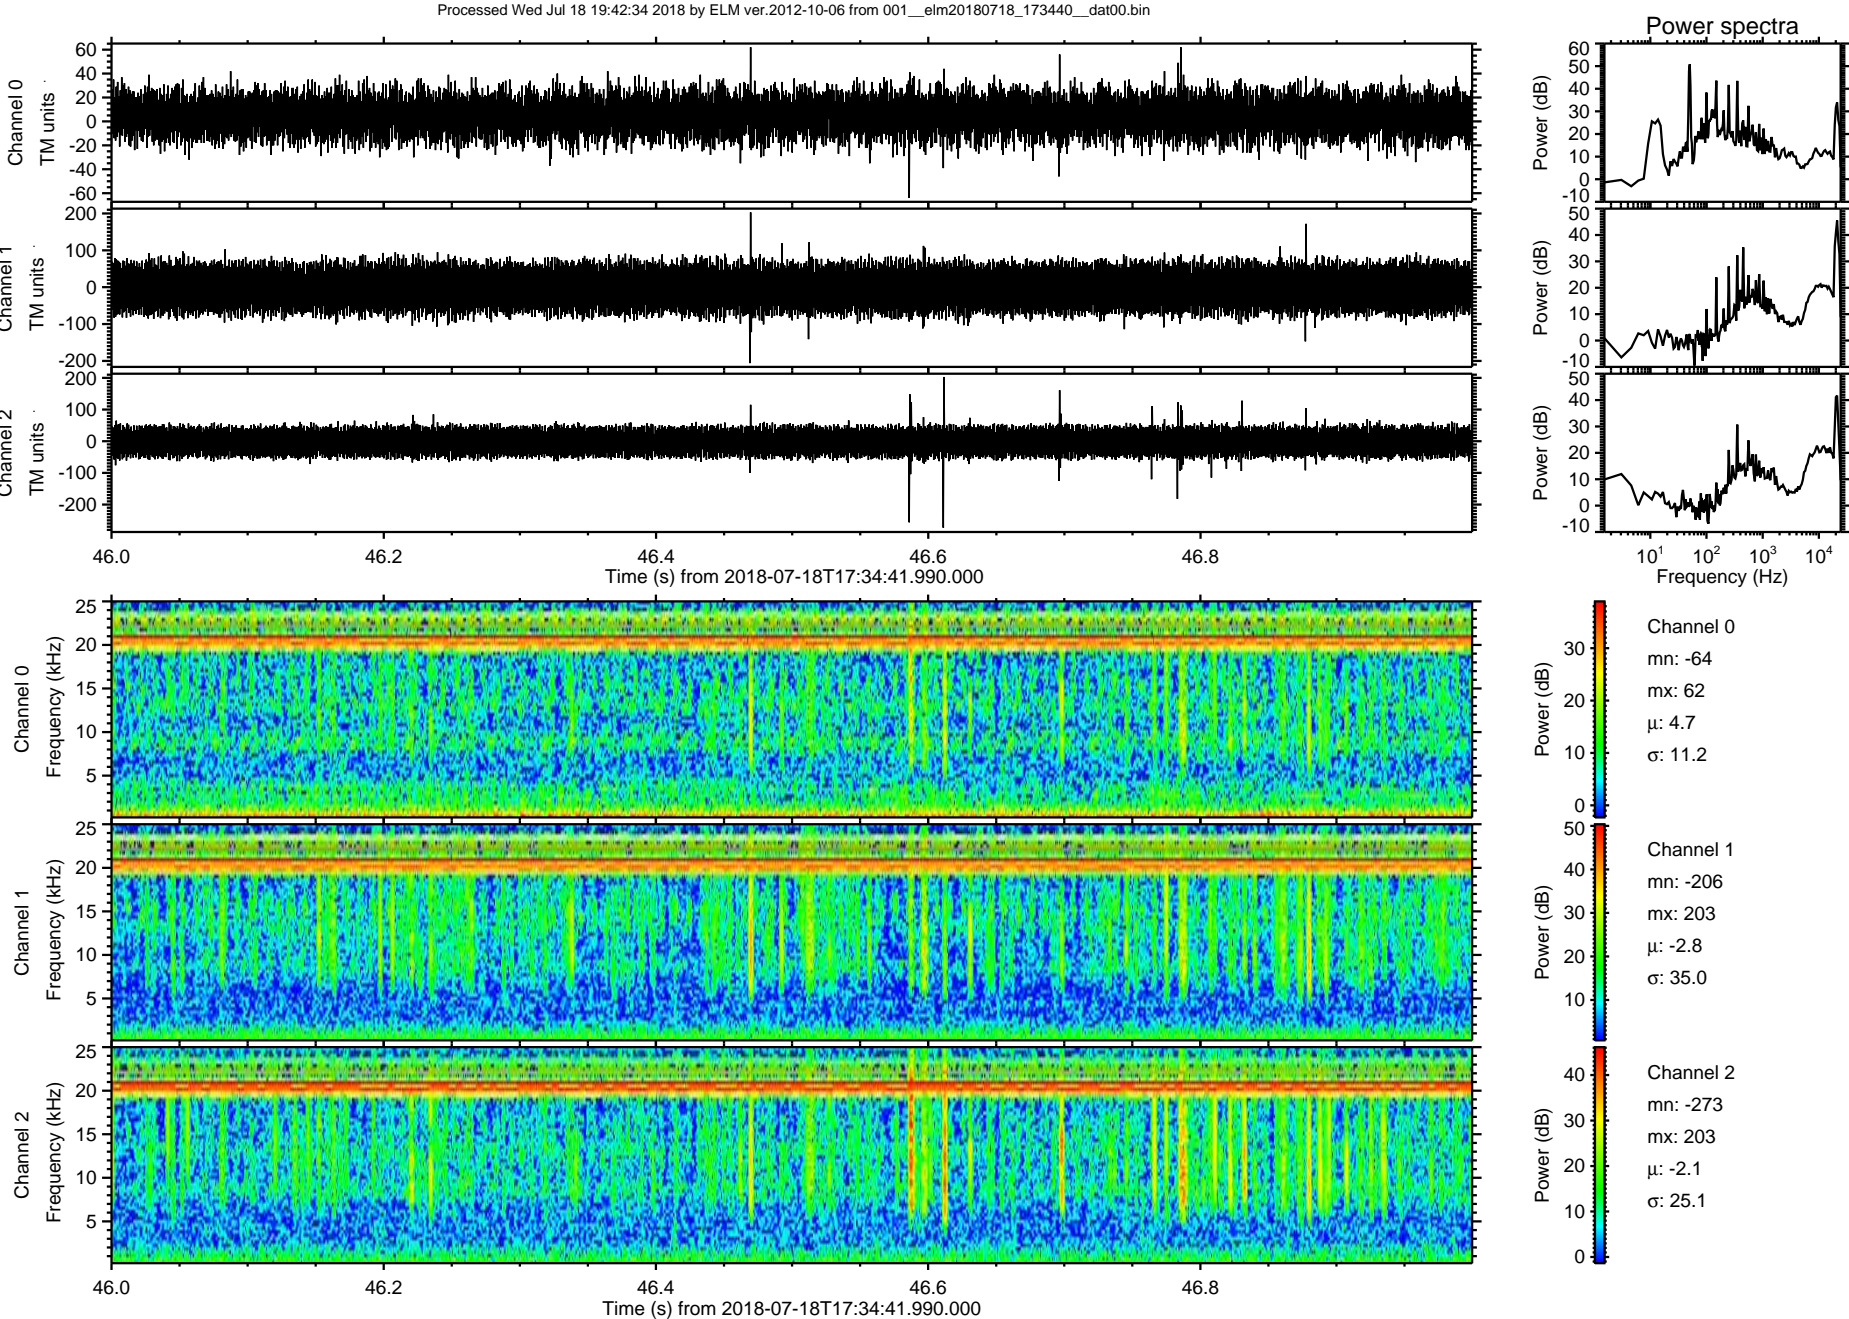 Processed Wed Jul 18 19:42:34 2018 by ELM ver.2012-10-06 from 001__elm20180718_173440__dat00.bin
Power spectra
Channel 0
TM units
60
40
20
0
-20
-40
-60
Power (dB)
60
50
40
30
20
10
0
-10
Channel 1
TM units
200
100
0
-100
-200
Power (dB)
50
40
30
20
10
0
-10
Channel 2
TM units
200
100
0
-100
-200
Power (dB)
50
40
30
20
10
0
-10
46.0 46.2 46.4 46.6 46.8
Time (s) from 2018-07-18T17:34:41.990.000
10¹ 10² 10³ 10⁴
Frequency (Hz)
Channel 0
Frequency (kHz)
25
20
15
10
5
Power (dB)
30
20
10
0
Channel 0
mn: -64
mx: 62
μ: 4.7
σ: 11.2
Channel 1
Frequency (kHz)
25
20
15
10
5
Power (dB)
50
40
30
20
10
Channel 1
mn: -206
mx: 203
μ: -2.8
σ: 35.0
Channel 2
Frequency (kHz)
25
20
15
10
5
Power (dB)
40
30
20
10
0
Channel 2
mn: -273
mx: 203
μ: -2.1
σ: 25.1
46.0 46.2 46.4 46.6 46.8
Time (s) from 2018-07-18T17:34:41.990.000